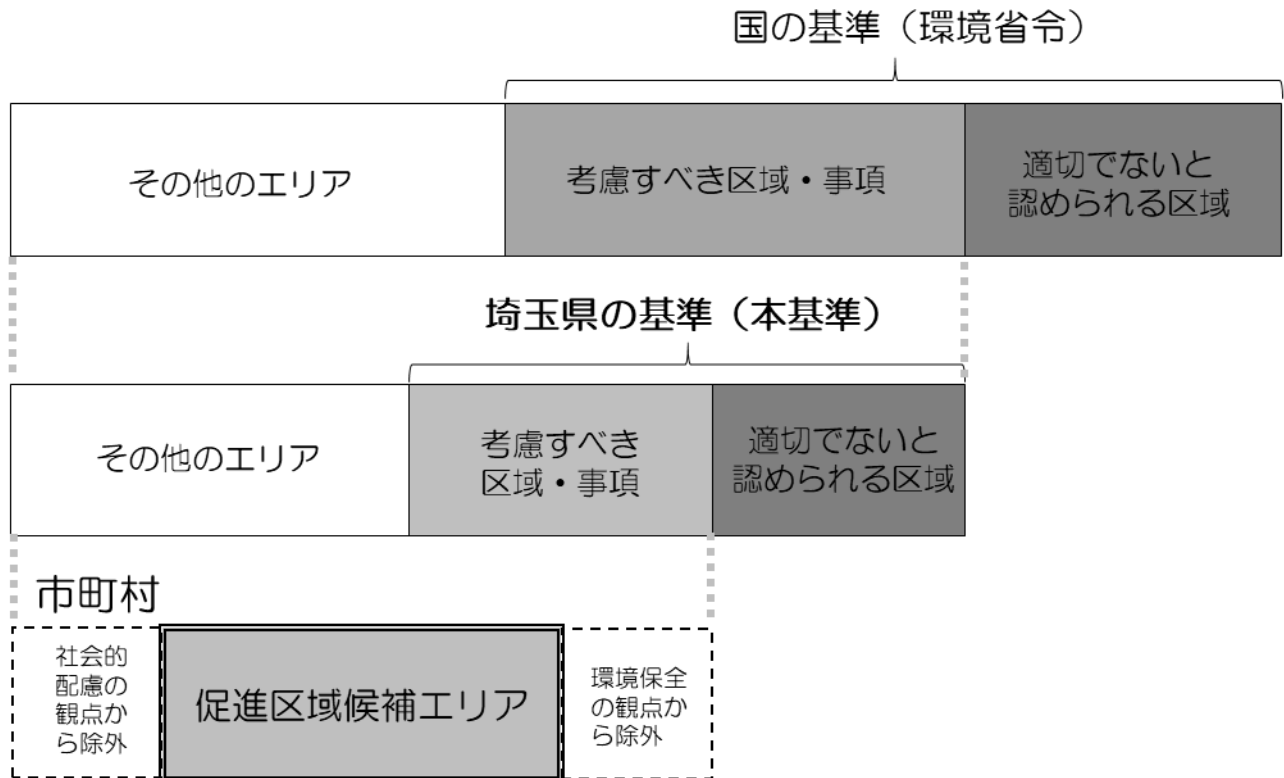 国の基準（環境省令）
その他のエリア
考慮すべき区域・事項
適切でないと
認められる区域
埼玉県の基準（本基準）
その他のエリア
考慮すべき
区域・事項
適切でないと
認められる区域
市町村
社会的
配慮の
観点か
ら除外
促進区域候補エリア
環境保全
の観点か
ら除外